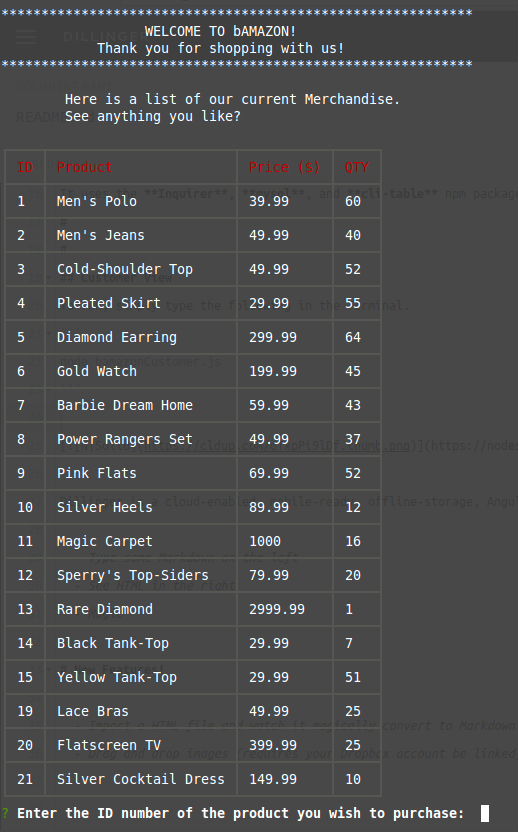 ***********************************************************
WELCOME TO bAMAZON!
Thank you for shopping with us!
***********************************************************
Here is a list of our current Merchandise.
See anything you like?
ID Product Price ($) QTY
1 Men's Polo 39.99 60
2 Men's Jeans 49.99 40
3 Cold-Shoulder Top 49.99 52
4 Pleated Skirt 29.99 55
5 Diamond Earring 299.99 64
6 Gold Watch 199.99 45
7 Barbie Dream Home 59.99 43
8 Power Rangers Set 49.99 37
9 Pink Flats 69.99 52
10 Silver Heels 89.99 12
11 Magic Carpet 1000 16
12 Sperry's Top-Siders 79.99 20
13 Rare Diamond 2999.99 1
14 Black Tank-Top 29.99 7
15 Yellow Tank-Top 29.99 51
19 Lace Bras 49.99 25
20 Flatscreen TV 399.99 25
21 Silver Cocktail Dress 149.99 10
? Enter the ID number of the product you wish to purchase: